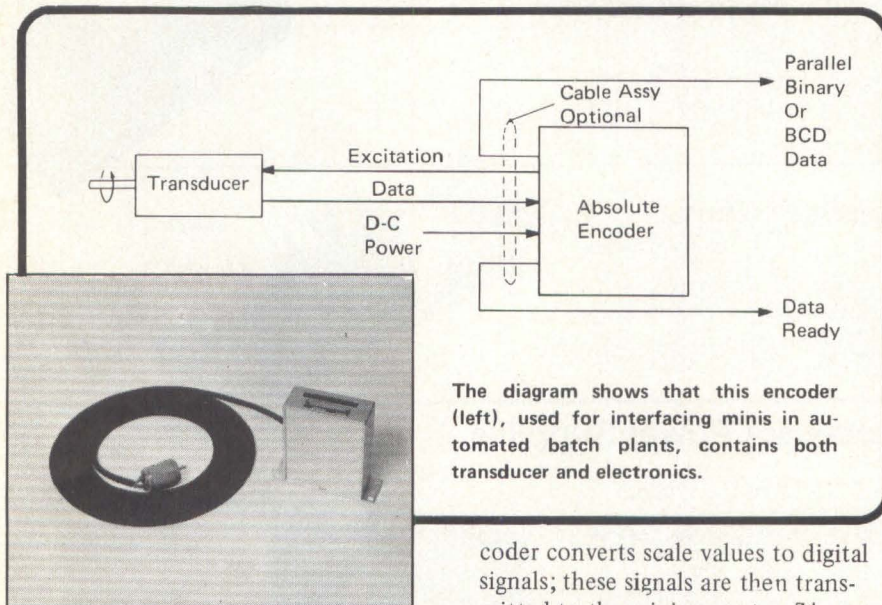 Parallel
Binary
Or
BCD
Data
Cable Assy
Optional
Excitation
Transducer
Data
D-C
Power
Absolute
Encoder
Data
Ready
The diagram shows that this encoder
(left), used for interfacing minis in au-
tomated batch plants, contains both
transducer and electronics.
coder converts scale values to digital
signals; these signals are then trans-